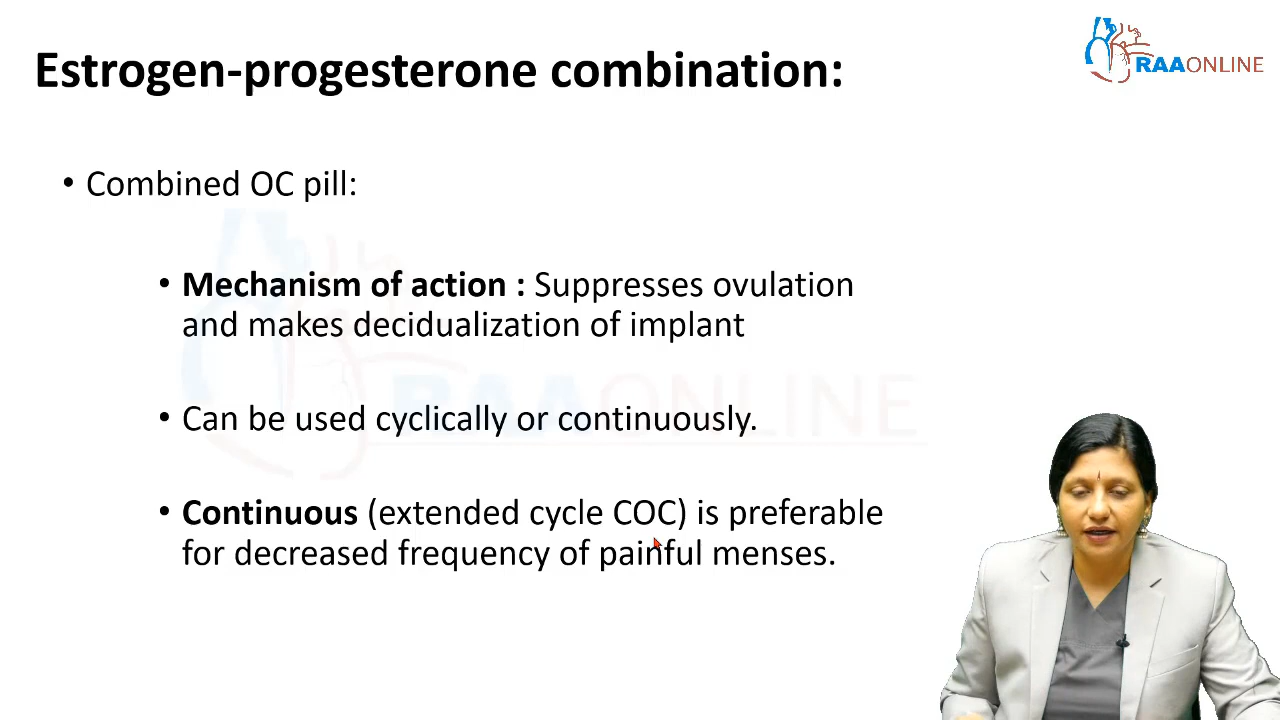 Estrogen-progesterone combination:
RAAONLINE
• Combined OC pill:
• Mechanism of action : Suppresses ovulation
and makes decidualization of implant
• Can be used cyclically or continuously.
• Continuous (extended cycle COC) is preferable
for decreased frequency of painful menses.
RAAONLINE